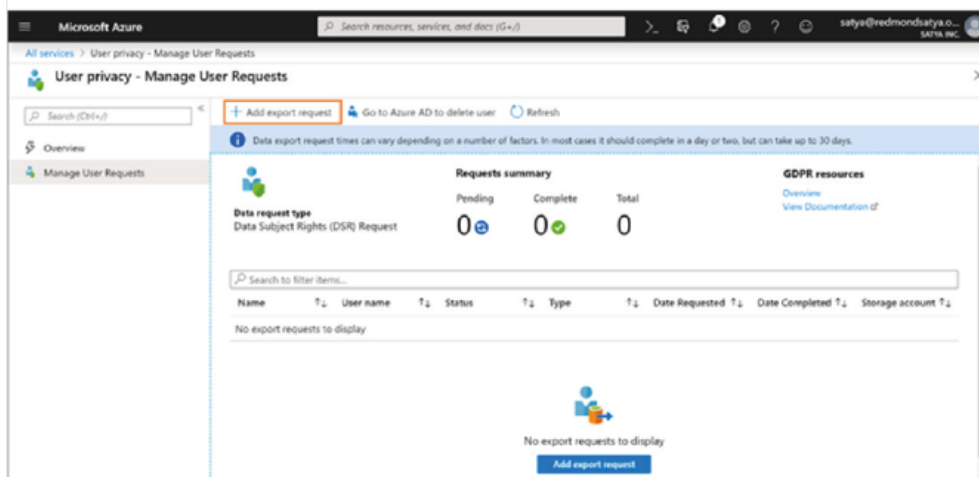 Microsoft Azure
Search resources, services, and docs (G+/)
satya@redmondsatya.o...
SATYA INC.
All services > User privacy - Manage User Requests
User privacy - Manage User Requests
Search (Ctrl+/)
Overview
Manage User Requests
Add export request
Go to Azure AD to delete user
Refresh
Data export request times can vary depending on a number of factors. In most cases it should complete in a day or two, but can take up to 30 days.
Data request type
Data Subject Rights (DSR) Request
Requests summary
Pending Complete Total
0 0 0
GDPR resources
Overview
View Documentation
Search to filter items...
Name User name Status Type Date Requested Date Completed Storage account
No export requests to display
No export requests to display
Add export request